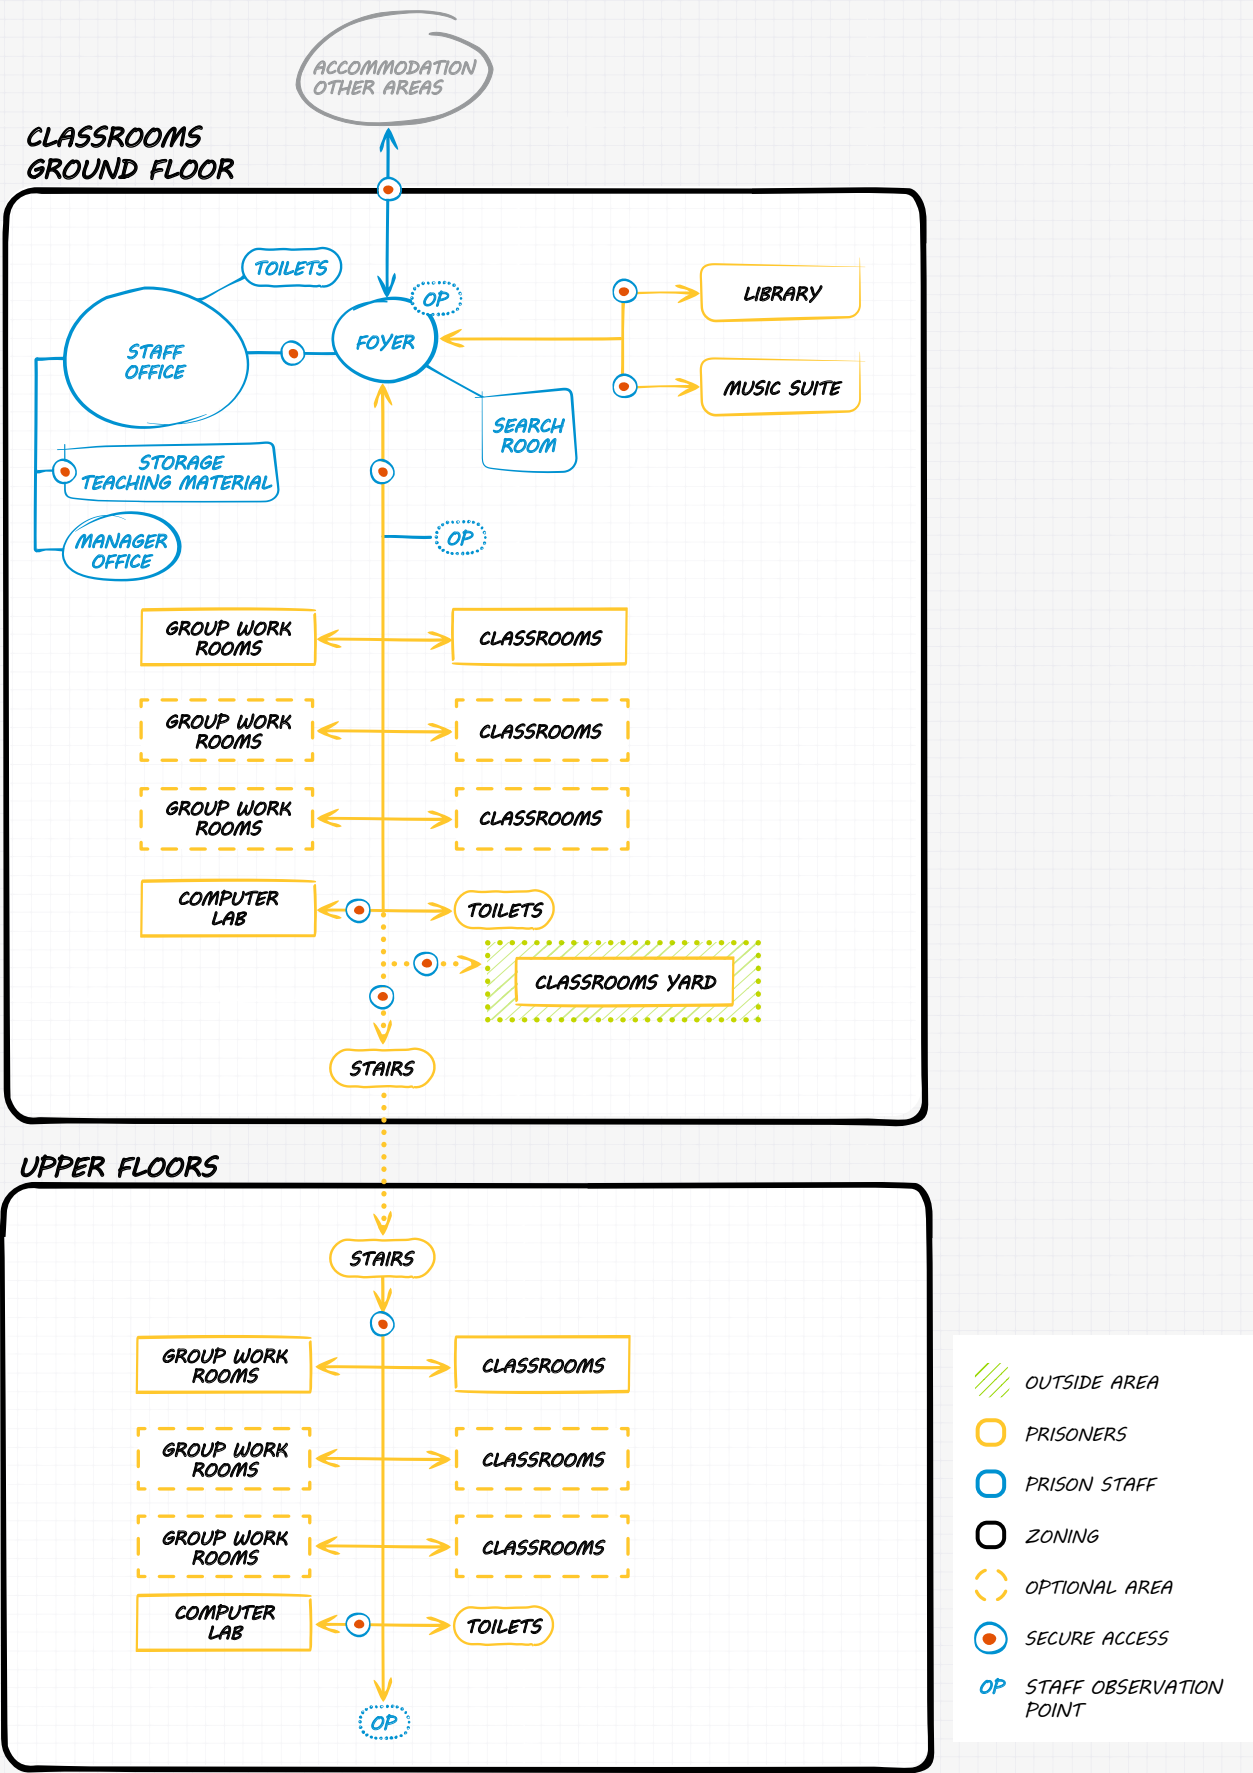 ACCOMMODATION
OTHER AREAS
CLASSROOMS
GROUND FLOOR
TOILETS
OP
STAFF
OFFICE
FOYER
LIBRARY
MUSIC SUITE
SEARCH
ROOM
STORAGE
TEACHING MATERIAL
MANAGER
OFFICE
OP
GROUP WORK
ROOMS
CLASSROOMS
GROUP WORK
ROOMS
CLASSROOMS
GROUP WORK
ROOMS
CLASSROOMS
COMPUTER
LAB
TOILETS
CLASSROOMS YARD
STAIRS
UPPER FLOORS
STAIRS
GROUP WORK
ROOMS
CLASSROOMS
GROUP WORK
ROOMS
CLASSROOMS
GROUP WORK
ROOMS
CLASSROOMS
COMPUTER
LAB
TOILETS
OP
OUTSIDE AREA
PRISONERS
PRISON STAFF
ZONING
OPTIONAL AREA
SECURE ACCESS
OP STAFF OBSERVATION
POINT